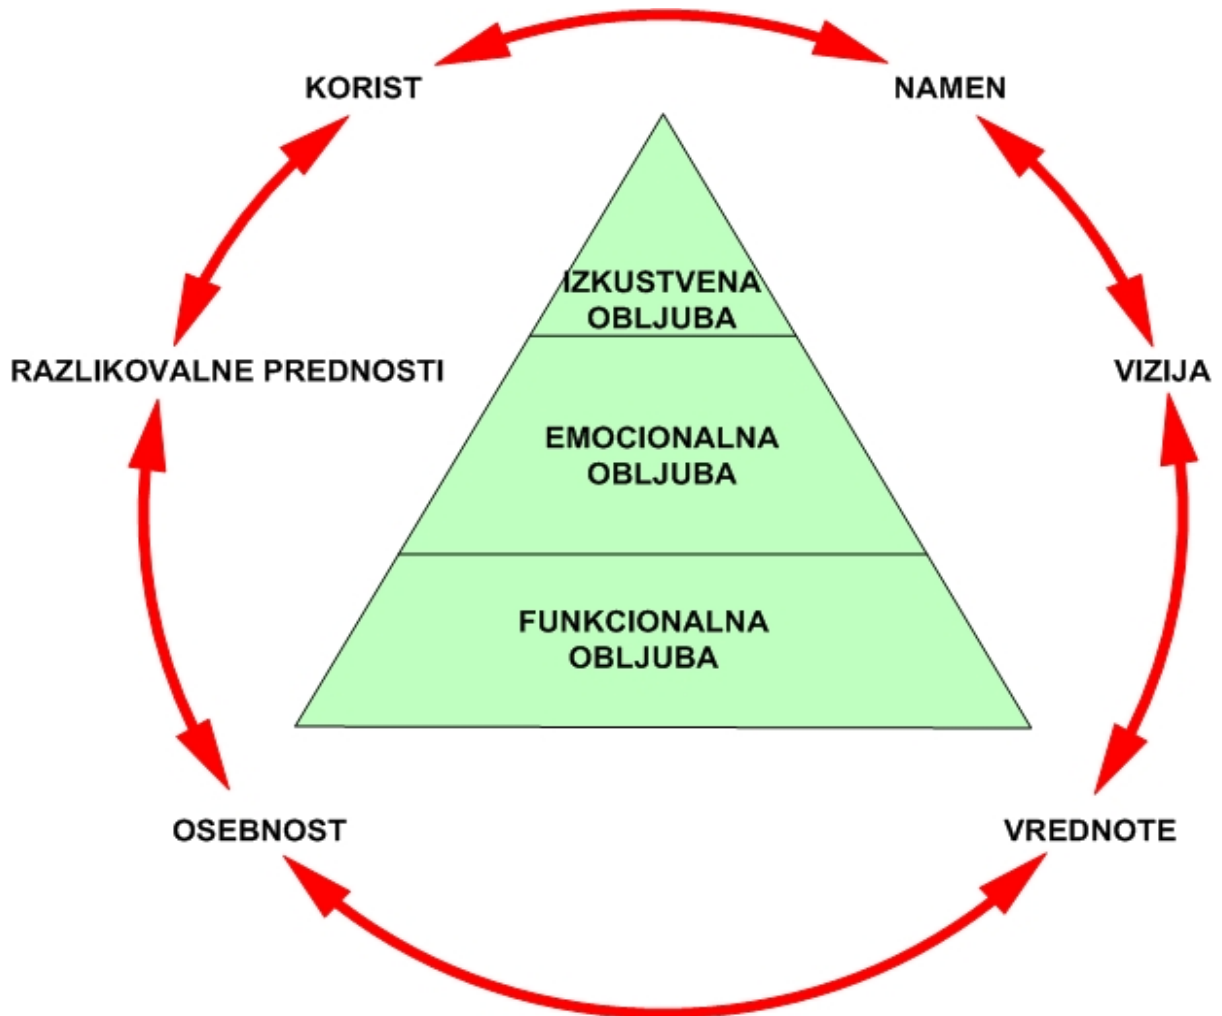 KORIST
NAMEN
IZKUSTVENA
OBLJUBA
RAZLIKOVALNE PREDNOSTI
VIZIJA
EMOCIONALNA
OBLJUBA
FUNKCIONALNA
OBLJUBA
OSEBNOST
VREDNOTE